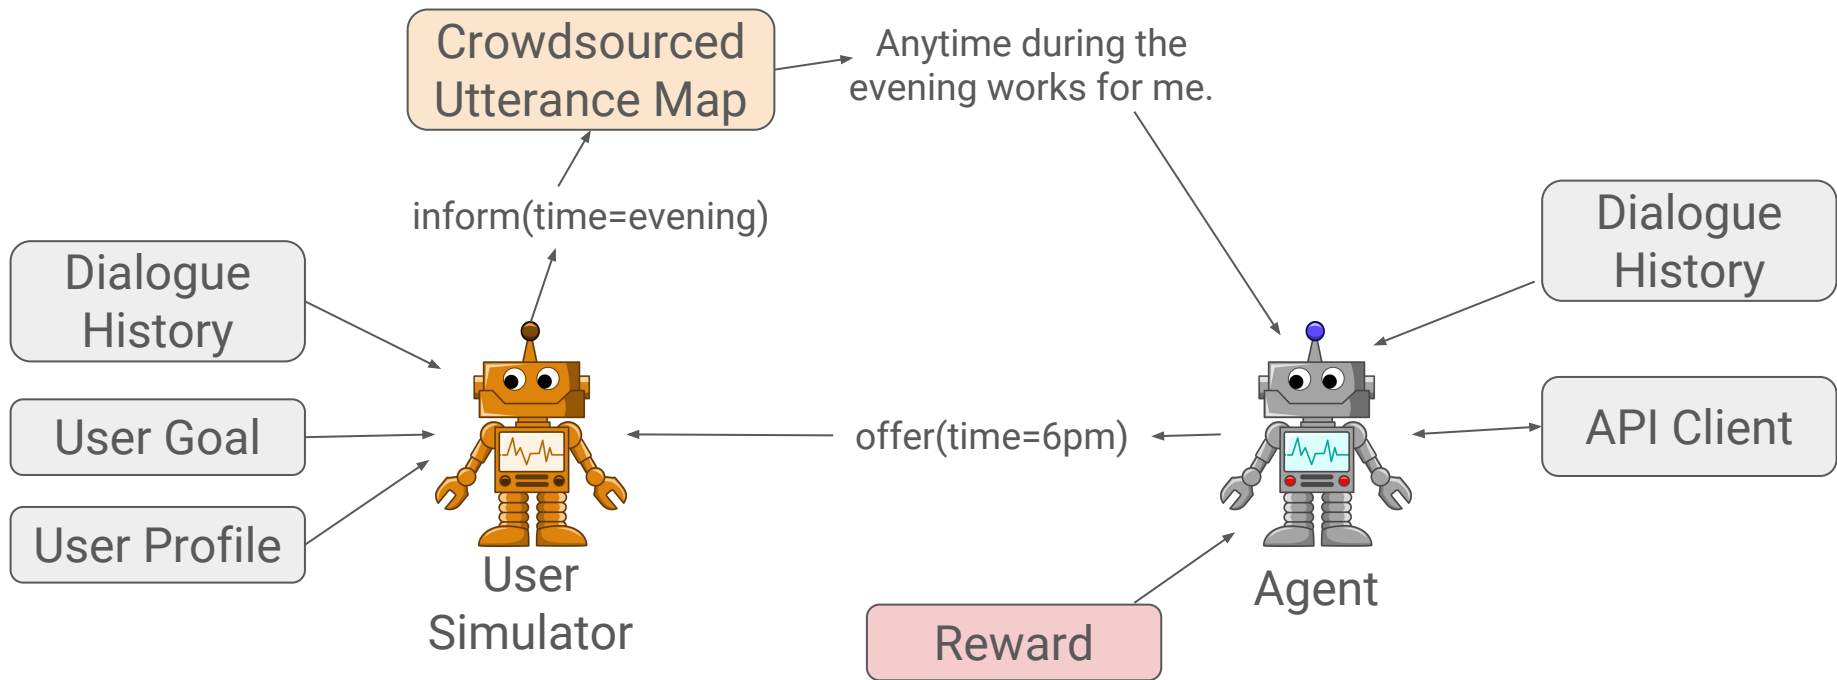 Crowdsourced
Utterance Map
Anytime during the
evening works for me.
inform(time=evening)
Dialogue
History
Dialogue
History
User Goal
offer(time=6pm)
API Client
User Profile
User
Simulator
Agent
Reward